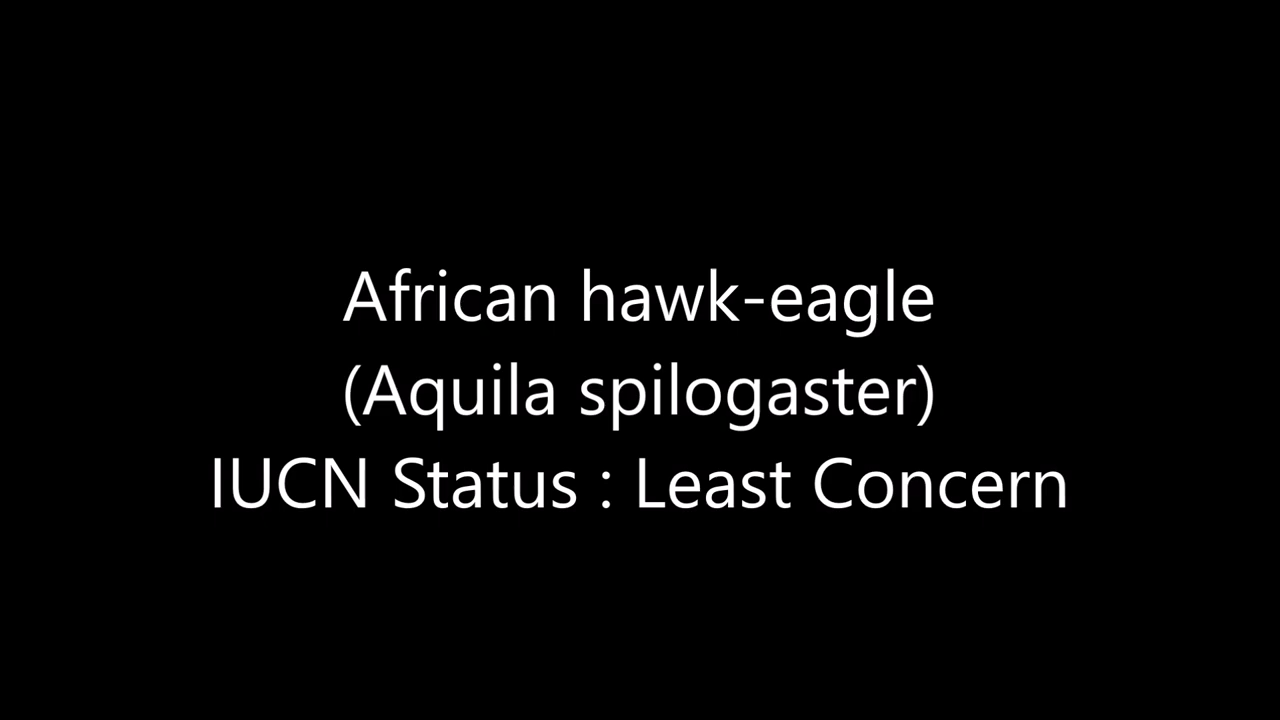 African hawk-eagle
(Aquila spilogaster)
IUCN Status : Least Concern